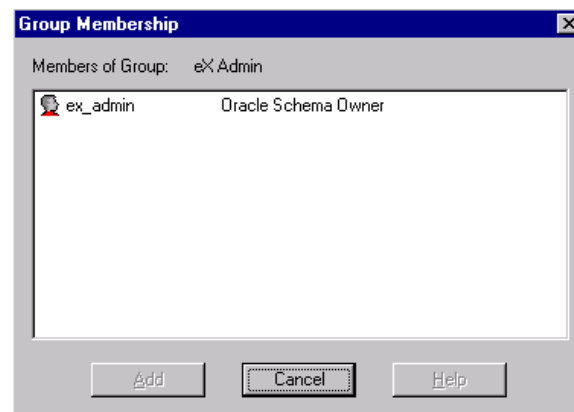 Group Membership
Members of Group: eX Admin
ex_admin Oracle Schema Owner
Add Cancel Help